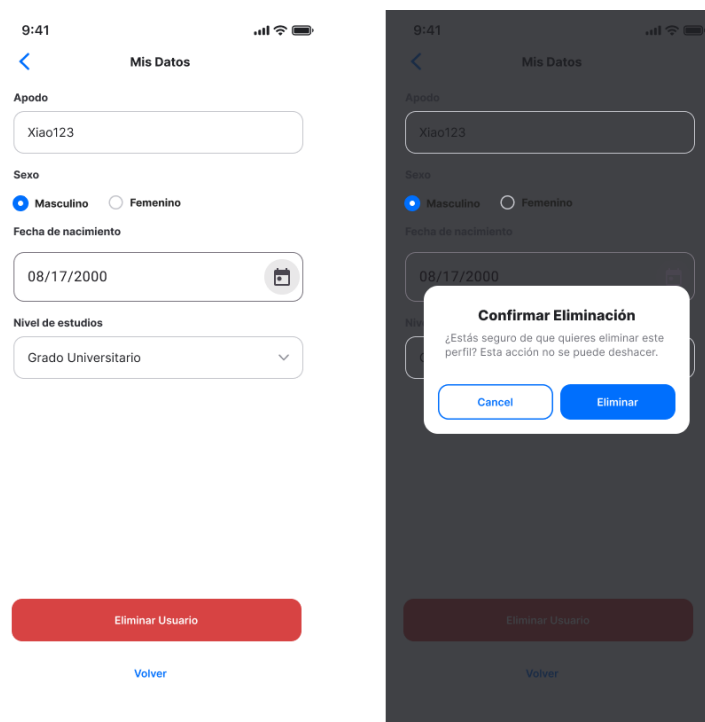 9:41
Mis Datos
Apodo
Xiao123
Sexo
Masculino Femenino
Fecha de nacimiento
08/17/2000
Nivel de estudios
Grado Universitario
Eliminar Usuario
Volver
9:41
Mis Datos
Apodo
Xiao123
Sexo
Masculino Femenino
Fecha de nacimiento
08/17/2000
Confirmar Eliminación
¿Estás seguro de que quieres eliminar este
perfil? Esta acción no se puede deshacer.
Cancel Eliminar
Eliminar Usuario
Volver